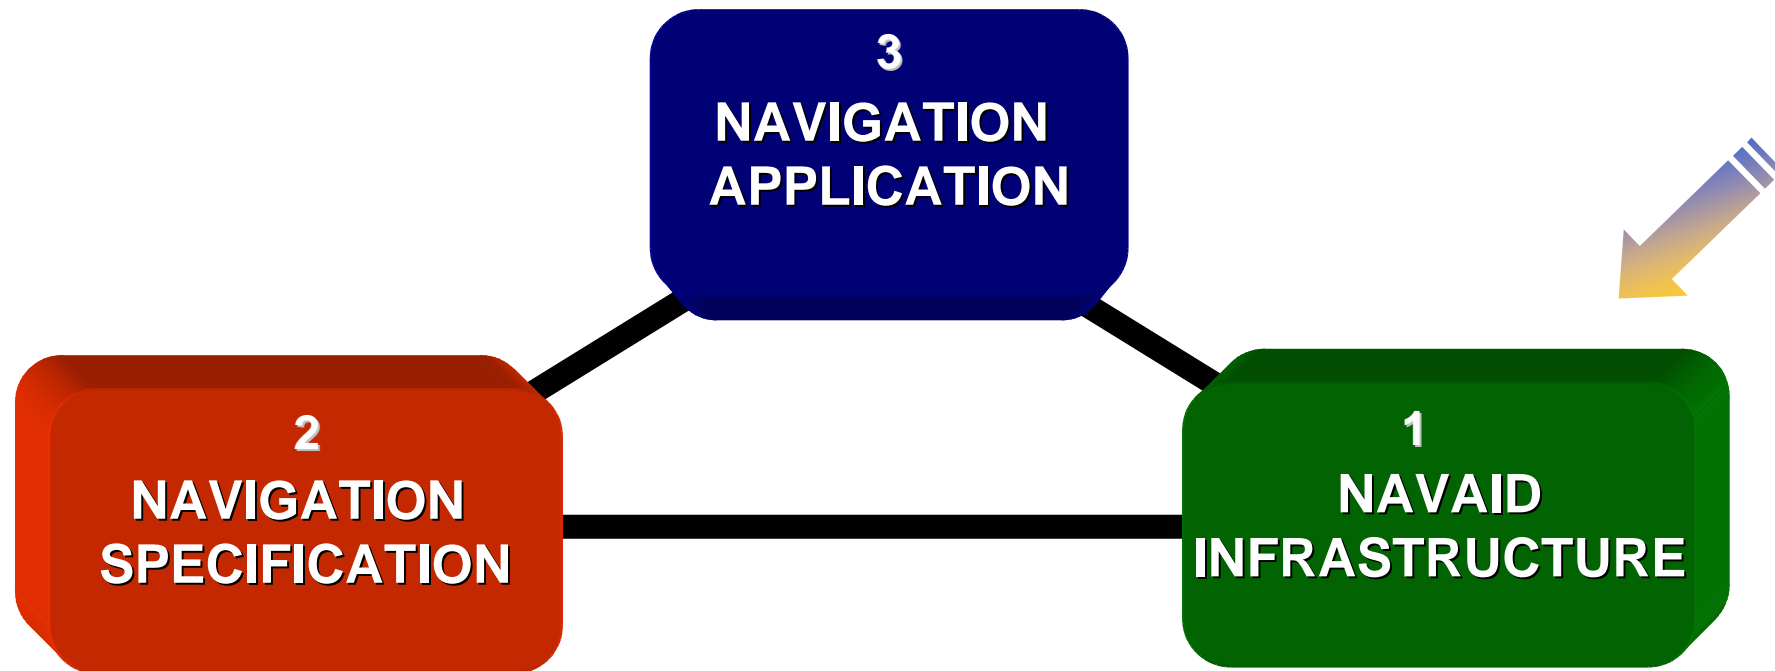 3
NAVIGATION
APPLICATION
2
NAVIGATION
SPECIFICATION
1
NAVAID
INFRASTRUCTURE